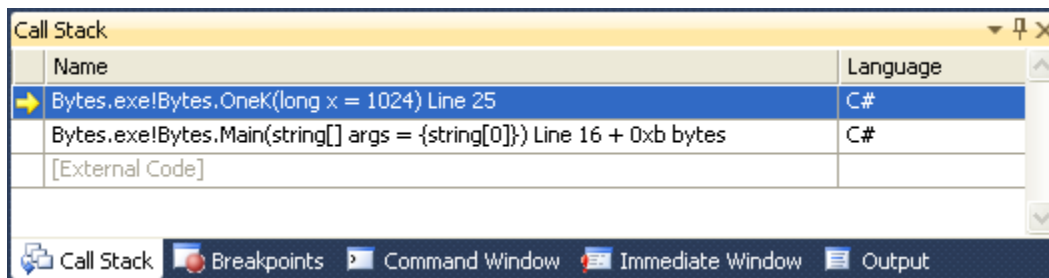 Call Stack
Name Language
Bytes.exe!Bytes.OneK(long x = 1024) Line 25 C#
Bytes.exe!Bytes.Main(string[] args = {string[0]}) Line 16 + 0xb bytes C#
[External Code]
Call Stack Breakpoints Command Window Immediate Window Output